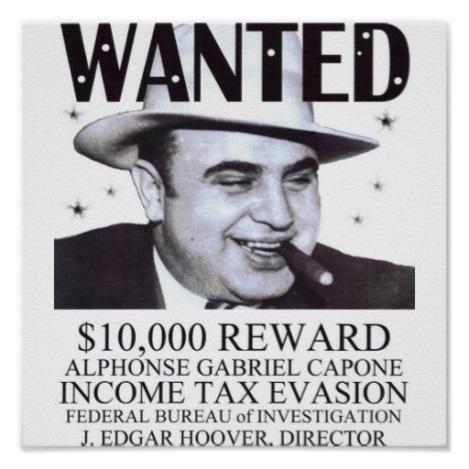 WANTED
$10,000 REWARD
ALPHONSE GABRIEL CAPONE
INCOME TAX EVASION
FEDERAL BUREAU of INVESTIGATION
J. EDGAR HOOVER, DIRECTOR